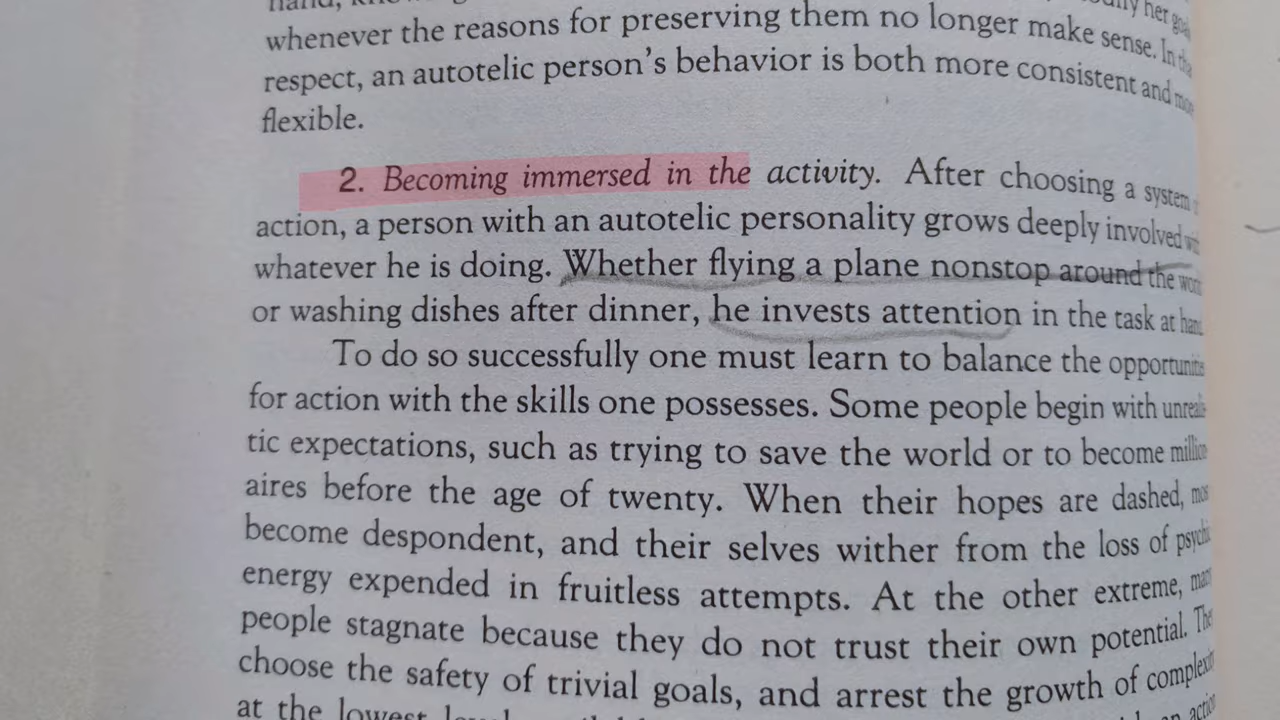 whenever the reasons for preserving them no longer make sense. In
respect, an autotelic person's behavior is both more consistent and
flexible.
2. Becoming immersed in the activity. After choosing a system
action, a person with an autotelic personality grows deeply involved
whatever he is doing. Whether flying a plane nonstop around the
or washing dishes after dinner, he invests attention in the task at
To do so successfully one must learn to balance the
for action with the skills one possesses. Some people begin with
tic expectations, such as trying to save the world or to become
aires before the age of twenty. When their hopes are dashed,
become despondent, and their selves wither from the loss of
energy expended in fruitless attempts. At the other extreme,
people stagnate because they do not trust their own potential.
choose the safety of trivial goals, and arrest the growth of
at the lowest